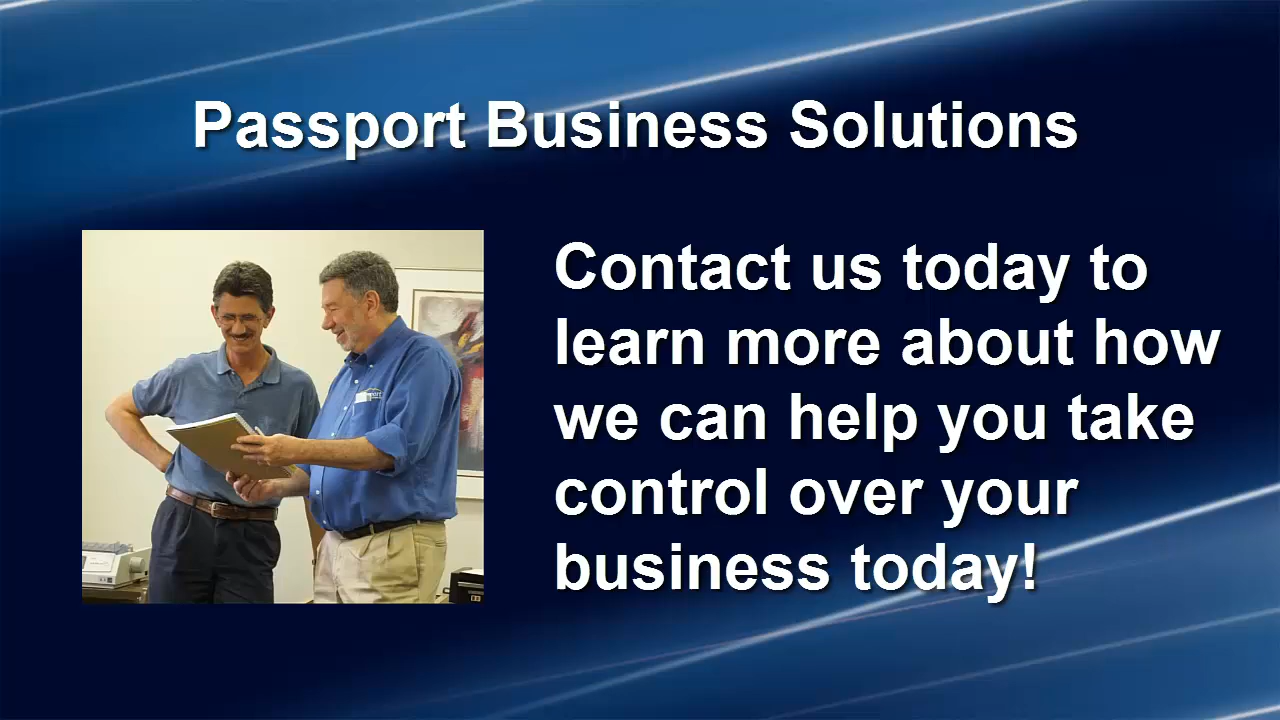 Passport Business Solutions
Contact us today to
learn more about how
we can help you take
control over your
business today!